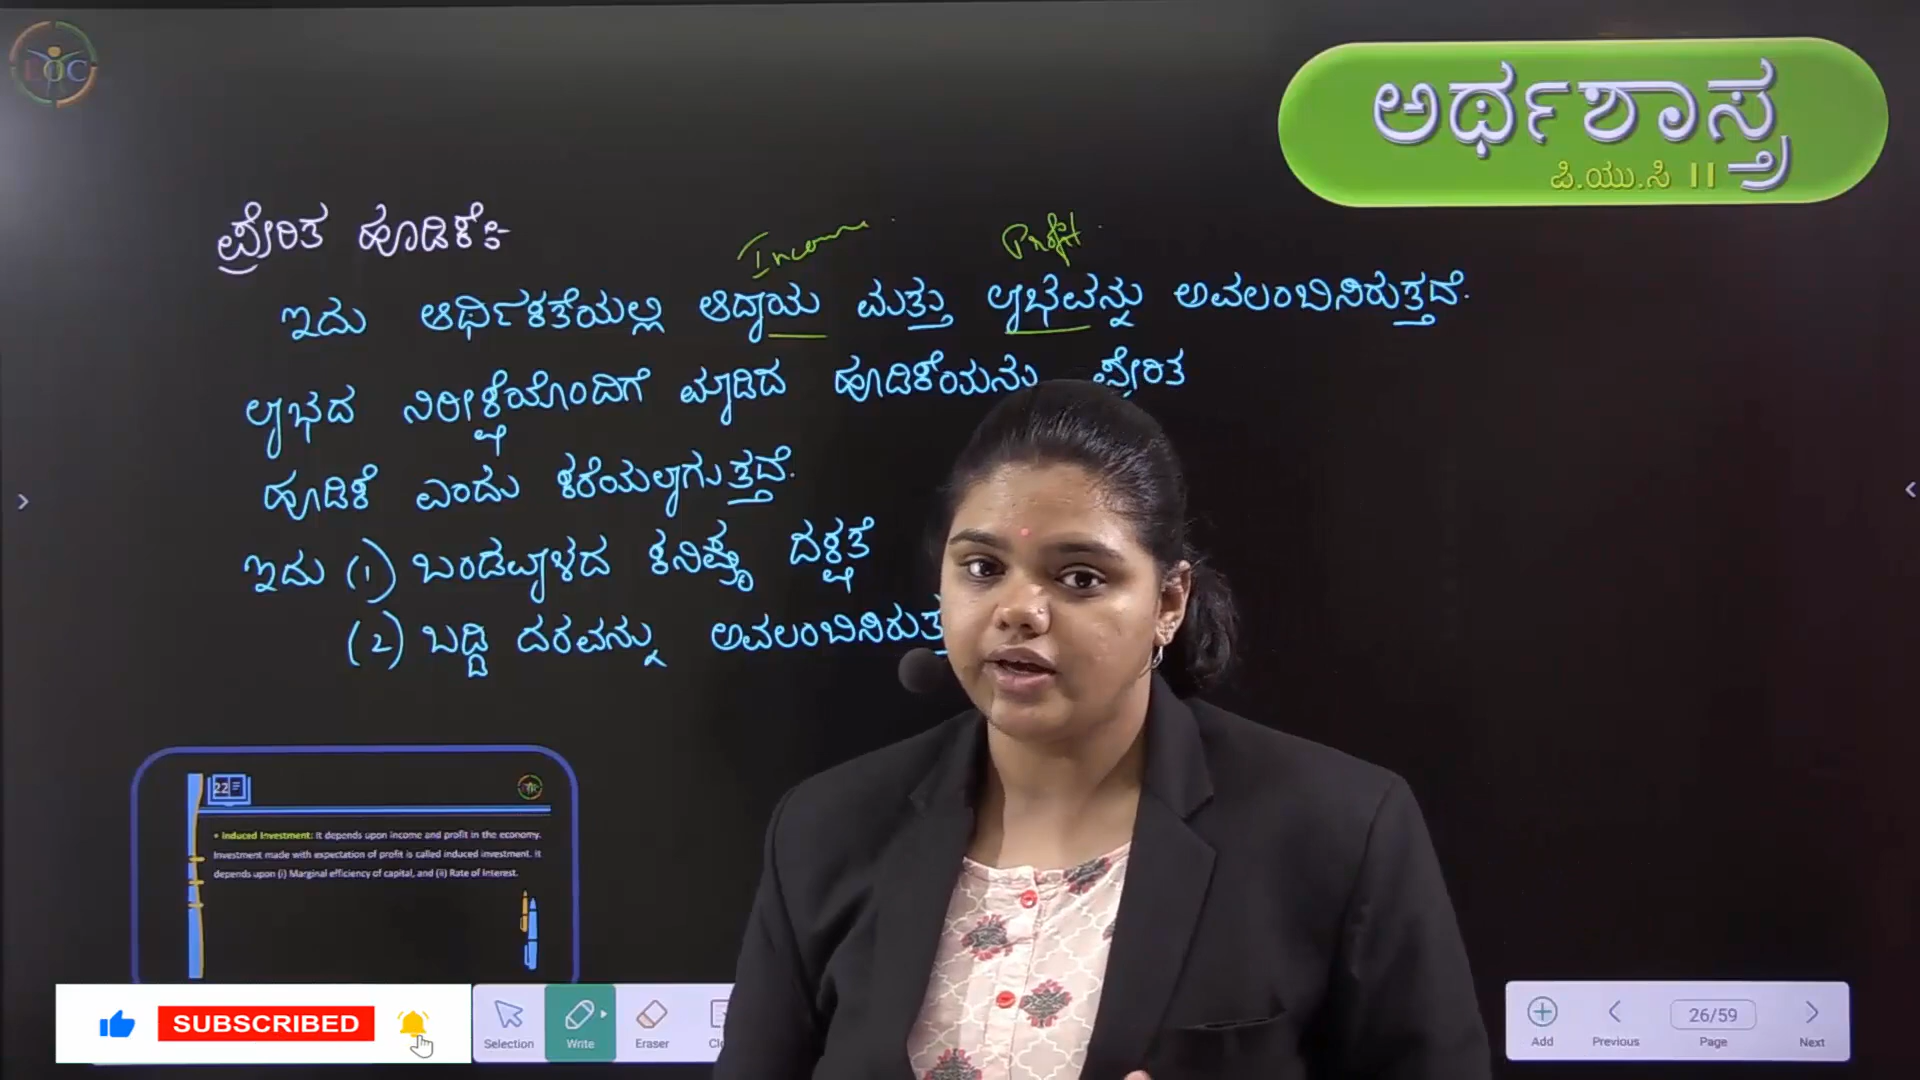 LOC
ಅರ್ಥಶಾಸ್ತ್ರ
ಪಿ.ಯು.ಸಿ II
ಪ್ರೇರಿತ ಹೂಡಿಕೆ:-
Income Profit
ಇದು ಆರ್ಥಿಕತೆಯಲ್ಲಿ ಆದಾಯ ಮತ್ತು ಲಾಭವನ್ನು ಅವಲಂಬಿಸಿರುತ್ತದೆ.
ಲಾಭದ ನಿರೀಕ್ಷೆಯೊಂದಿಗೆ ಮಾಡಿದ ಹೂಡಿಕೆಯನ್ನು ಪ್ರೇರಿತ
ಹೂಡಿಕೆ ಎಂದು ಕರೆಯಲಾಗುತ್ತದೆ.
ಇದು (1) ಬಂಡವಾಳದ ಕನಿಷ್ಠ ದಕ್ಷತೆ
(2) ಬಡ್ಡಿ ದರವನ್ನು
22
• Induced Investment: It depends upon income and profit in the economy.
Investment made with expectation of profit is called induced investment. It
depends upon (i) Marginal efficiency of capital, and (ii) Rate of Interest.
SUBSCRIBED
Selection Write Eraser
Add Previous 26/59 Page Next